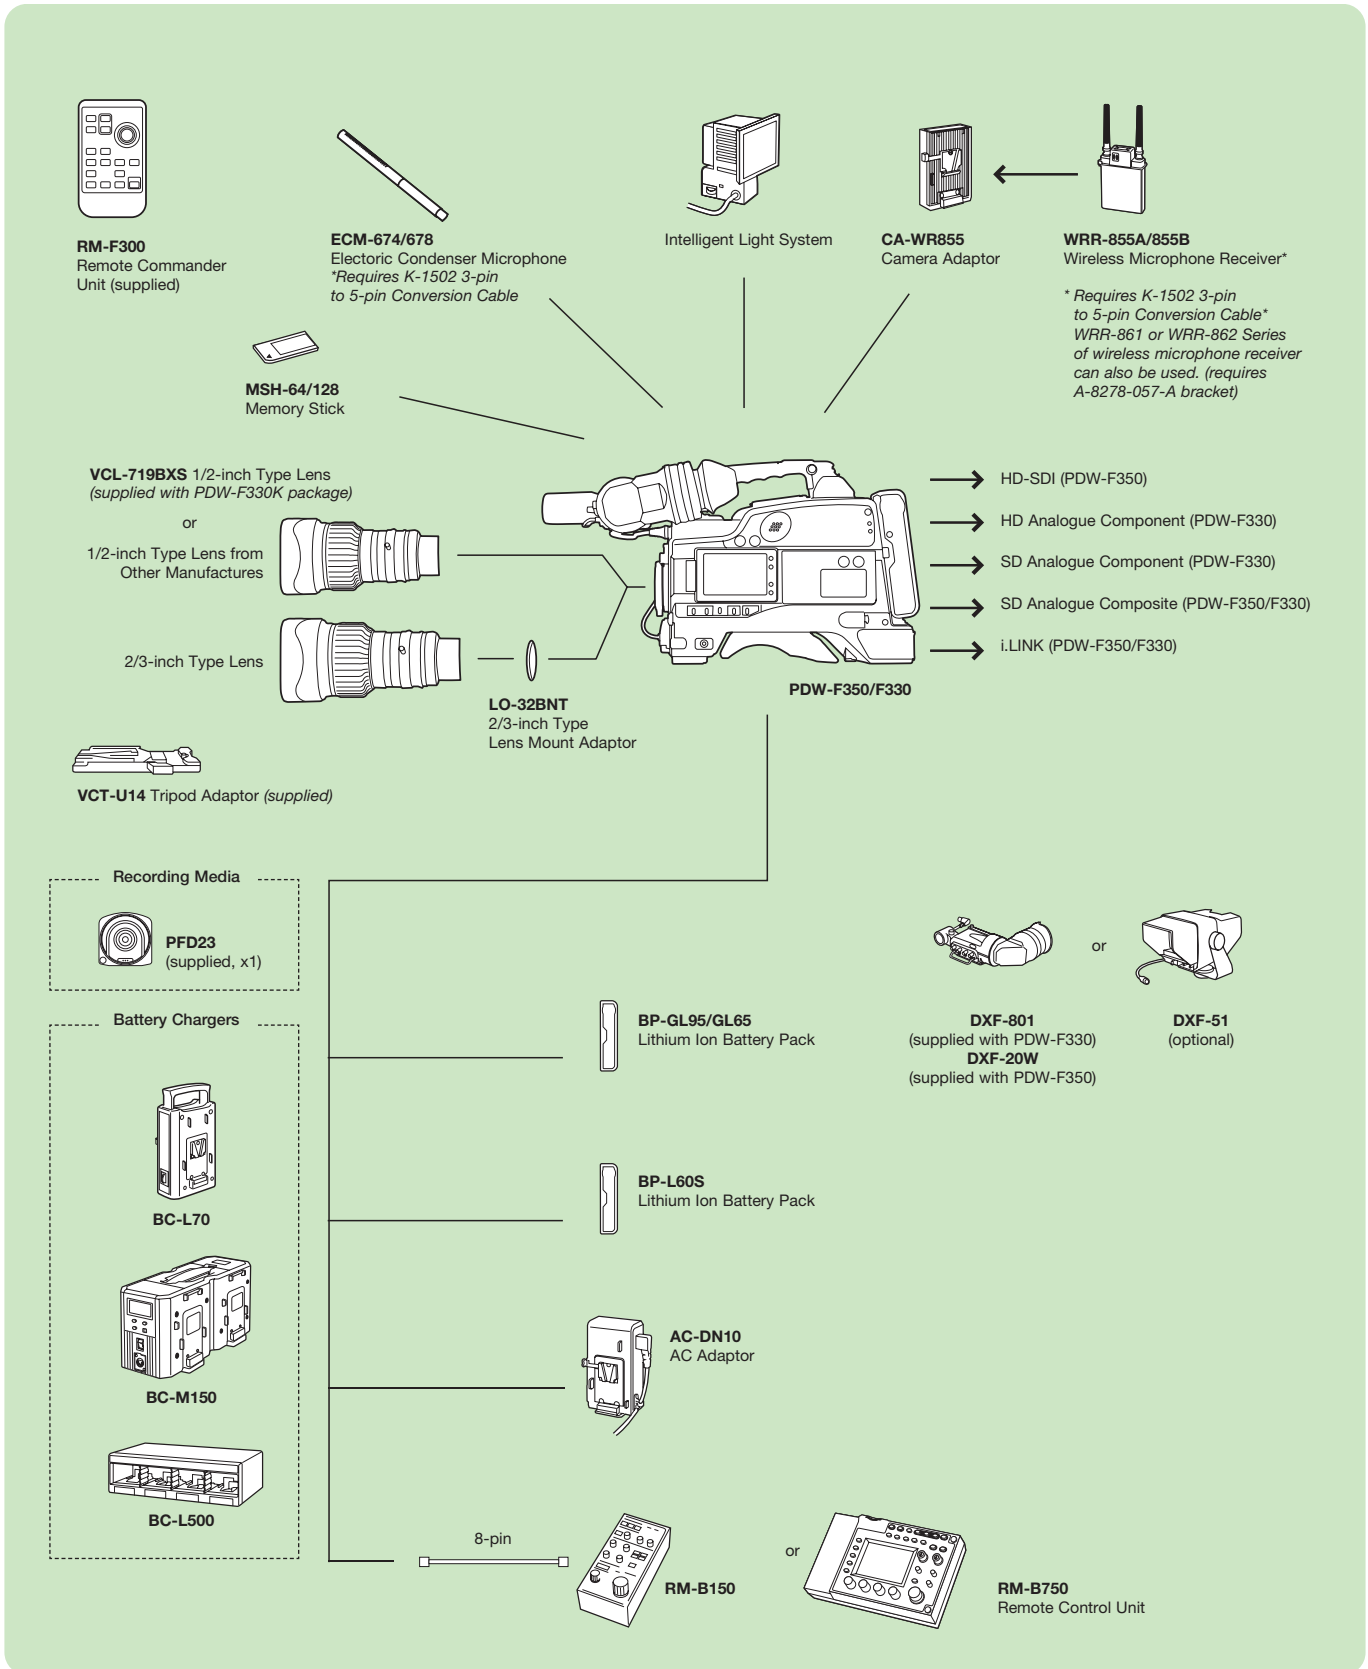 RM-F300
Remote Commander
Unit (supplied)
ECM-674/678
Electoric Condenser Microphone
*Requires K-1502 3-pin
to 5-pin Conversion Cable
Intelligent Light System
CA-WR855
Camera Adaptor
WRR-855A/855B
Wireless Microphone Receiver*
* Requires K-1502 3-pin
to 5-pin Conversion Cable*
WRR-861 or WRR-862 Series
of wireless microphone receiver
can also be used. (requires
A-8278-057-A bracket)
MSH-64/128
Memory Stick
VCL-719BXS 1/2-inch Type Lens
(supplied with PDW-F330K package)
or
1/2-inch Type Lens from
Other Manufactures
2/3-inch Type Lens
LO-32BNT
2/3-inch Type
Lens Mount Adaptor
HD-SDI (PDW-F350)
HD Analogue Component (PDW-F330)
SD Analogue Component (PDW-F330)
SD Analogue Composite (PDW-F350/F330)
i.LINK (PDW-F350/F330)
PDW-F350/F330
VCT-U14 Tripod Adaptor (supplied)
Recording Media
PFD23
(supplied, x1)
Battery Chargers
BC-L70
BC-M150
BC-L500
BP-GL95/GL65
Lithium Ion Battery Pack
DXF-801
(supplied with PDW-F330)
DXF-20W
(supplied with PDW-F350)
or
DXF-51
(optional)
BP-L60S
Lithium Ion Battery Pack
AC-DN10
AC Adaptor
8-pin
RM-B150
or
RM-B750
Remote Control Unit